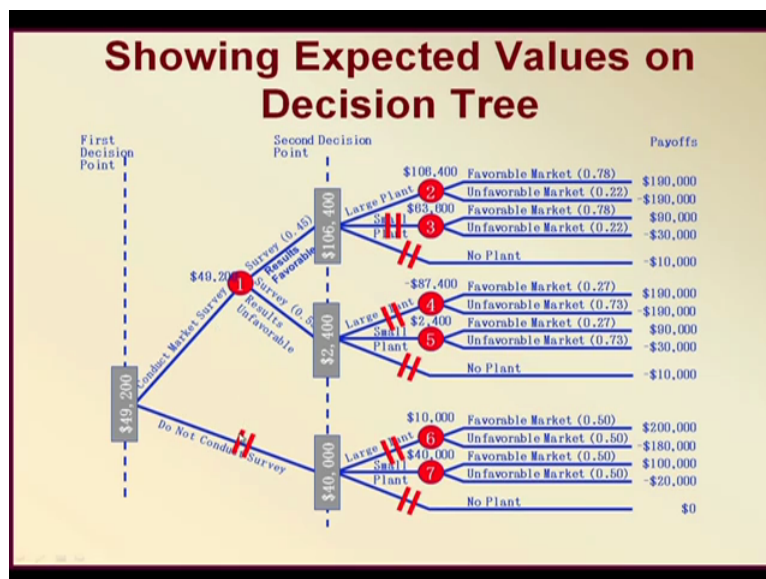 Showing Expected Values on
Decision Tree
First
Decision
Point
Second Decision
Point
Payoffs
$106,400
Favorable Market (0.78)
$190,000
Large Plant
2
Unfavorable Market (0.22)
-$190,000
$63,600
Favorable Market (0.78)
$90,000
Small
Plant
3
Unfavorable Market (0.22)
-$30,000
No Plant
-$10,000
$106,400
Survey (0.45)
Results
Favorable
$49,200
1
Survey
Results
Unfavorable
Conduct Market Survey
-$87,400
Favorable Market (0.27)
$190,000
Large
4
Unfavorable Market (0.73)
-$190,000
$2,400
Favorable Market (0.27)
$90,000
Small
Plant
5
Unfavorable Market (0.73)
-$30,000
No Plant
-$10,000
$2,400
$49,200
Do Not Conduct Survey
$10,000
Favorable Market (0.50)
$200,000
Large
6
Unfavorable Market (0.50)
-$180,000
$40,000
Favorable Market (0.50)
$100,000
Small
Plant
7
Unfavorable Market (0.50)
-$20,000
No Plant
$0
$40,000